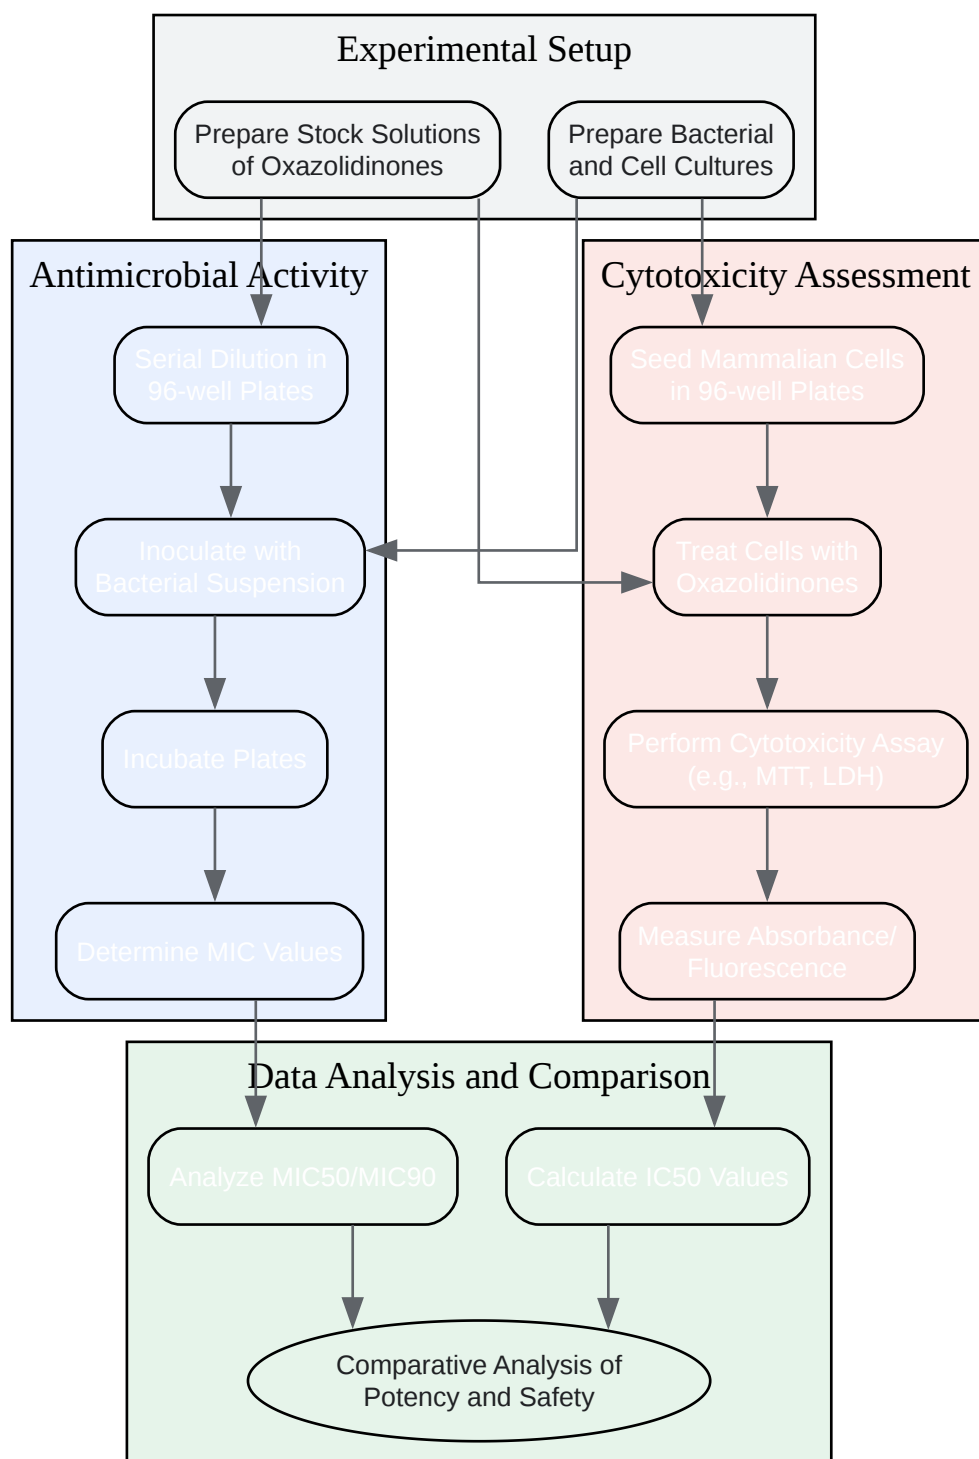 Experimental Setup
Prepare Stock Solutions
of Oxazolidinones
Prepare Bacterial
and Cell Cultures
Antimicrobial Activity
Serial Dilution in
96-well Plates
Inoculate with
Bacterial Suspension
Incubate Plates
Determine MIC Values
Cytotoxicity Assessment
Seed Mammalian Cells
in 96-well Plates
Treat Cells with
Oxazolidinones
Perform Cytotoxicity Assay
(e.g., MTT, LDH)
Measure Absorbance/
Fluorescence
Data Analysis and Comparison
Analyze MIC50/MIC90
Calculate IC50 Values
Comparative Analysis of
Potency and Safety